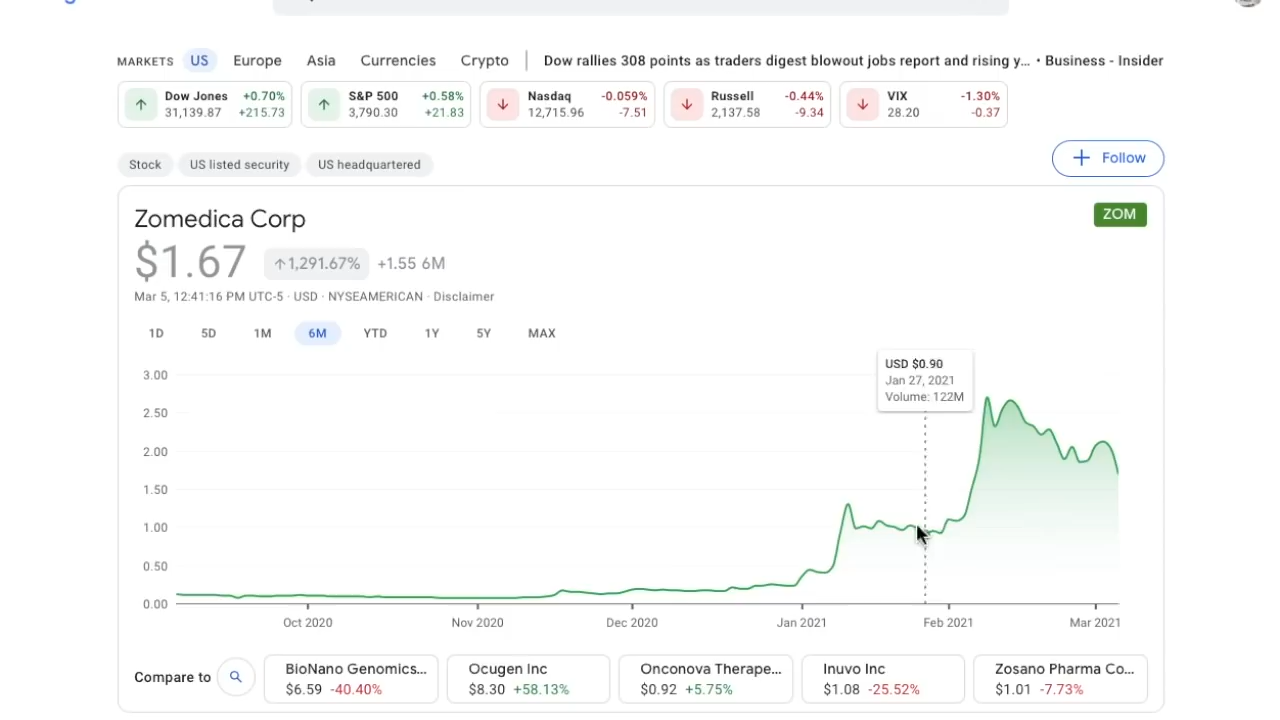 MARKETS US Europe Asia Currencies Crypto Dow rallies 308 points as traders digest blowout jobs report and rising y... • Business - Insider
Dow Jones +0.70% S&P 500 +0.58% Nasdaq -0.059% Russell -0.44% VIX -1.30%
31,139.87 +215.73 3,790.30 +21.83 12,715.96 -7.51 2,137.58 -9.34 28.20 -0.37
Stock US listed security US headquartered Follow
Zomedica Corp ZOM
$1.67 1,291.67% +1.55 6M
Mar 5, 12:41:16 PM UTC-5 · USD · NYSEAMERICAN · Disclaimer
1D 5D 1M 6M YTD 1Y 5Y MAX
USD $0.90
Jan 27, 2021
Volume: 122M
3.00
2.50
2.00
1.50
1.00
0.50
0.00
Oct 2020 Nov 2020 Dec 2020 Jan 2021 Feb 2021 Mar 2021
Compare to
BioNano Genomics... Ocugen Inc Onconova Therape... Inuvo Inc Zosano Pharma Co...
$6.59 -40.40% $8.30 +58.13% $0.92 +5.75% $1.08 -25.52% $1.01 -7.73%